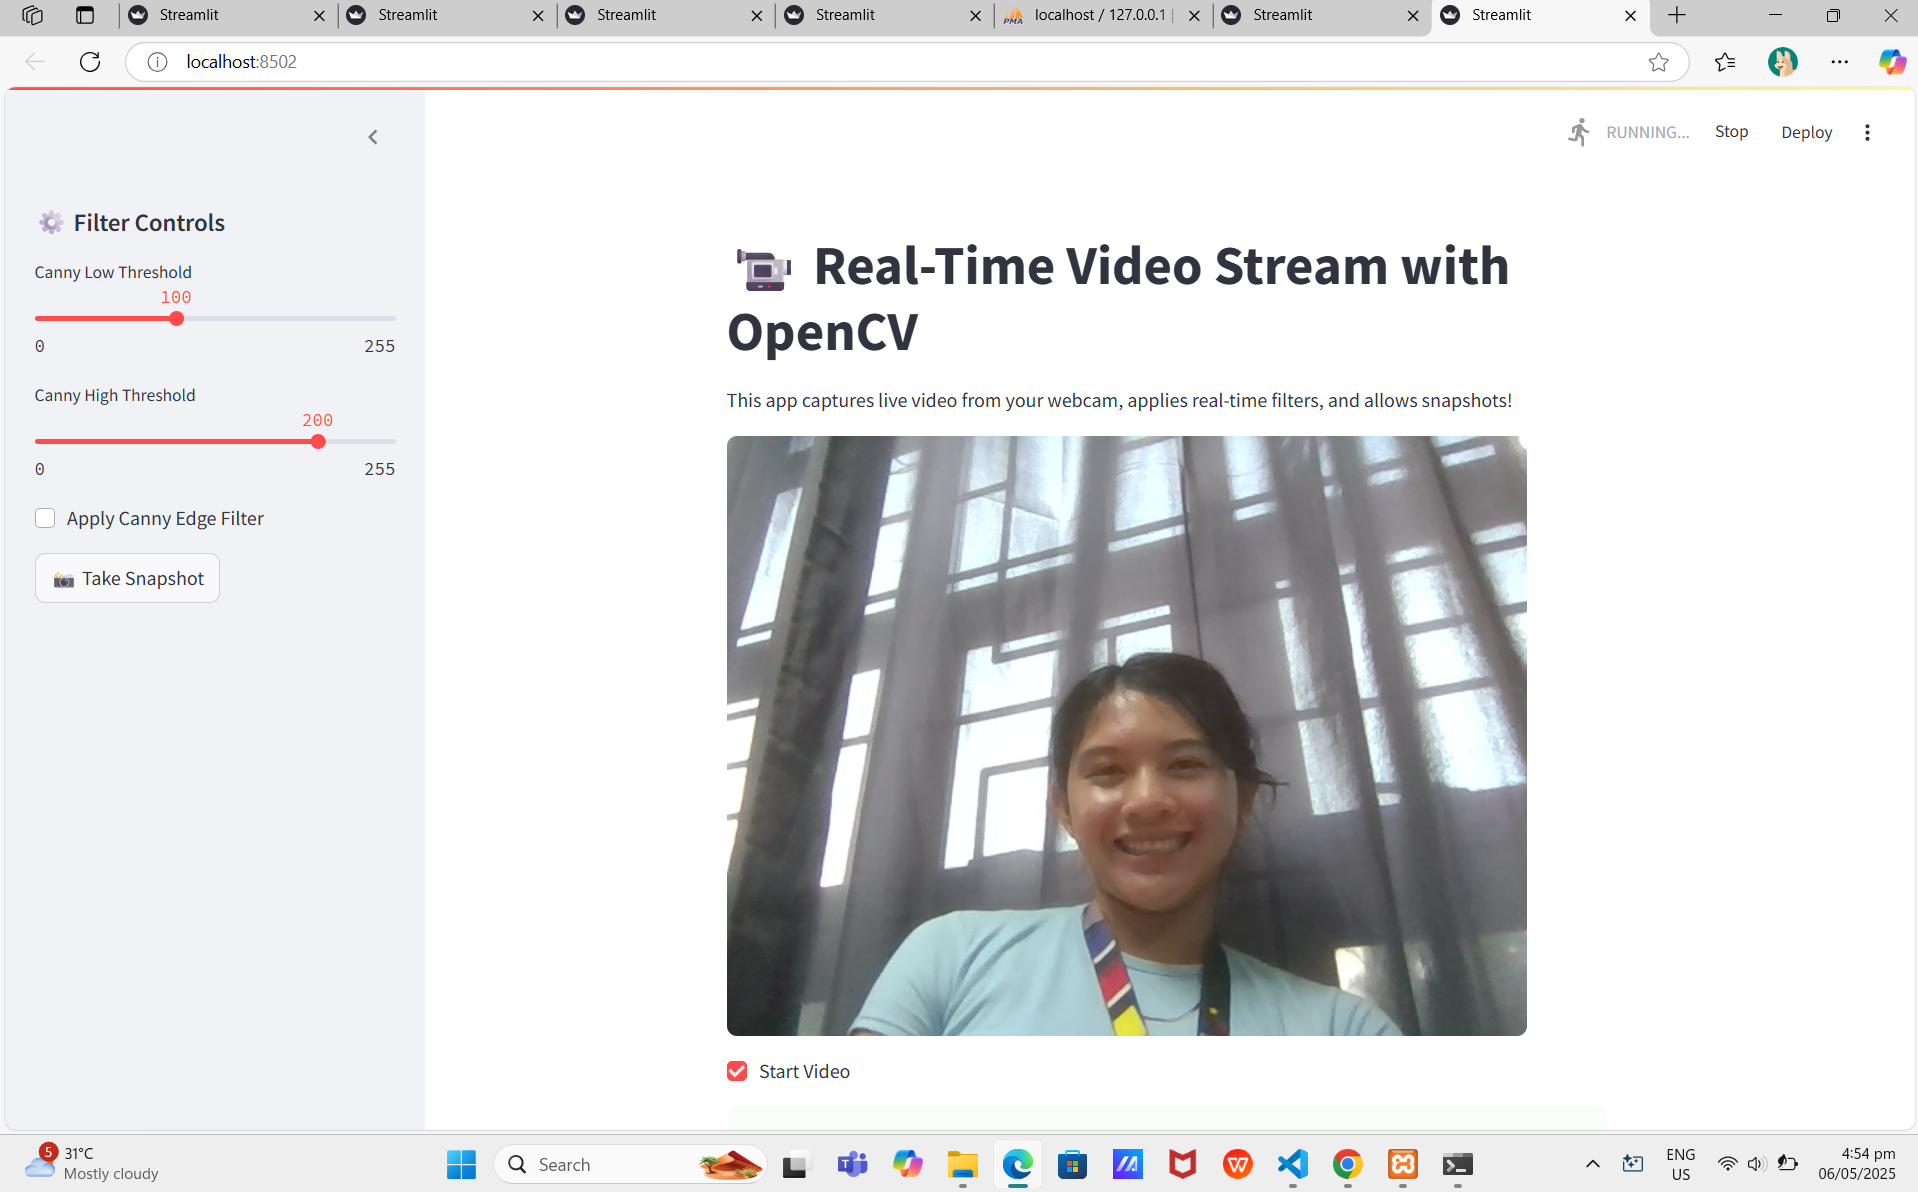 Streamlit
Streamlit
Streamlit
Streamlit
localhost / 127.0.0.1 |
Streamlit
Streamlit
localhost:8502
RUNNING...
Stop
Deploy
Filter Controls
Canny Low Threshold
100
0
255
Canny High Threshold
200
0
255
Apply Canny Edge Filter
Take Snapshot
Real-Time Video Stream with
OpenCV
This app captures live video from your webcam, applies real-time filters, and allows snapshots!
Start Video
5
31°C
Mostly cloudy
Search
ENG
US
4:54 pm
06/05/2025